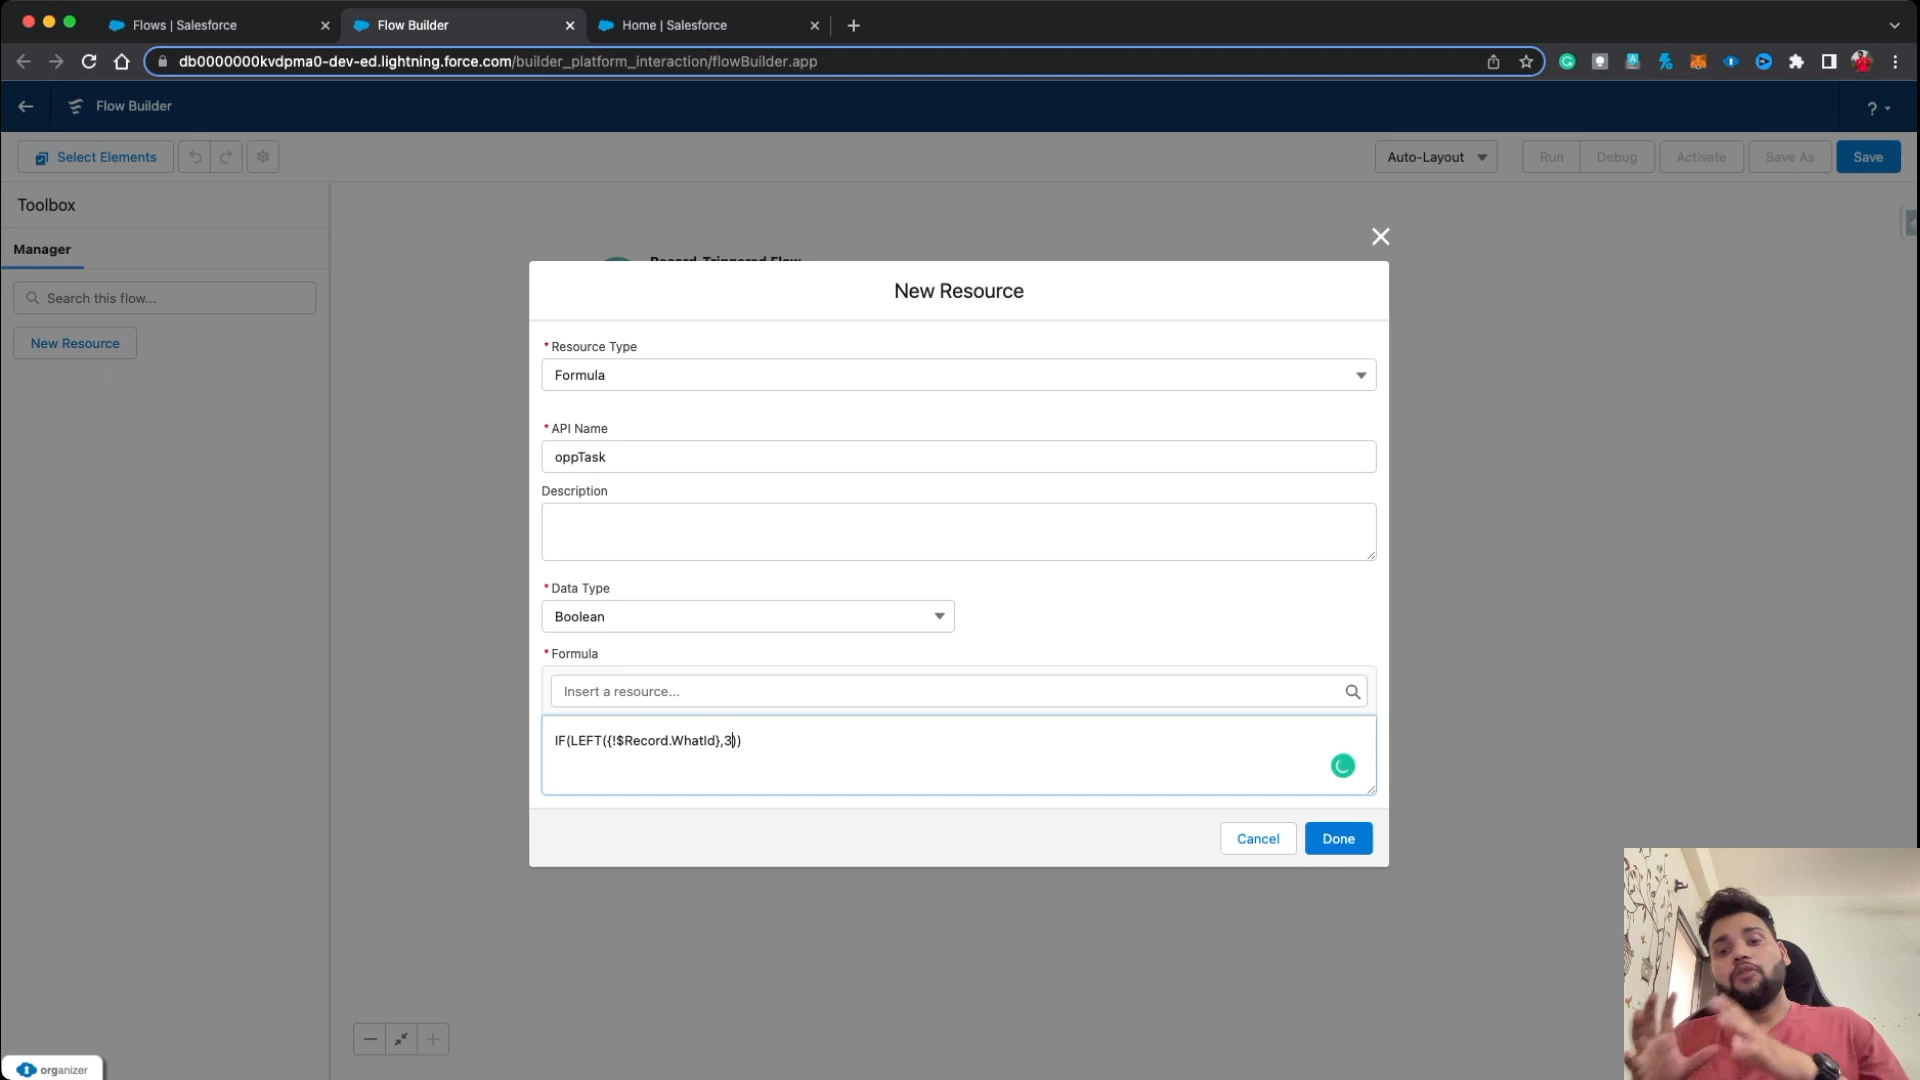 Flows | Salesforce
Flow Builder
Home | Salesforce
db0000000kvdpma0-dev-ed.lightning.force.com/builder_platform_interaction/flowBuilder.app
Flow Builder
?
Select Elements
Auto-Layout
Run
Debug
Activate
Save As
Save
Toolbox
Manager
Search this flow...
New Resource
Record-Triggered Flow
New Resource
* Resource Type
Formula
* API Name
oppTask
Description
* Data Type
Boolean
* Formula
Insert a resource...
IF(LEFT({!$Record.WhatId},3))
Cancel
Done
organizer